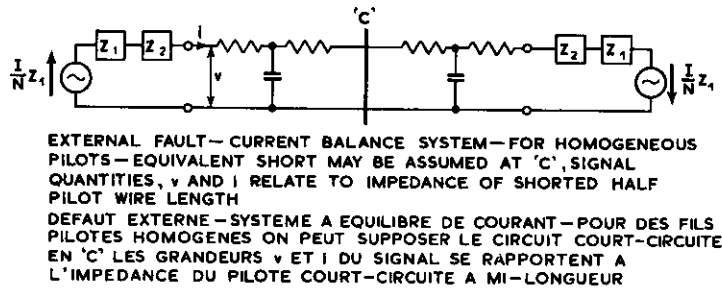 'C'
Z1 Z2 i Z2 Z1
I/N Z1 v I/N Z1
EXTERNAL FAULT—CURRENT BALANCE SYSTEM—FOR HOMOGENEOUS
PILOTS—EQUIVALENT SHORT MAY BE ASSUMED AT 'C', SIGNAL
QUANTITIES, v AND i RELATE TO IMPEDANCE OF SHORTED HALF
PILOT WIRE LENGTH
DEFAUT EXTERNE—SYSTEME A EQUILIBRE DE COURANT—POUR DES FILS
PILOTES HOMOGENES ON PEUT SUPPOSER LE CIRCUIT COURT-CIRCUITE
EN 'C' LES GRANDEURS v ET i DU SIGNAL SE RAPPORTENT A
L'IMPEDANCE DU PILOTE COURT-CIRCUITE A MI-LONGUEUR